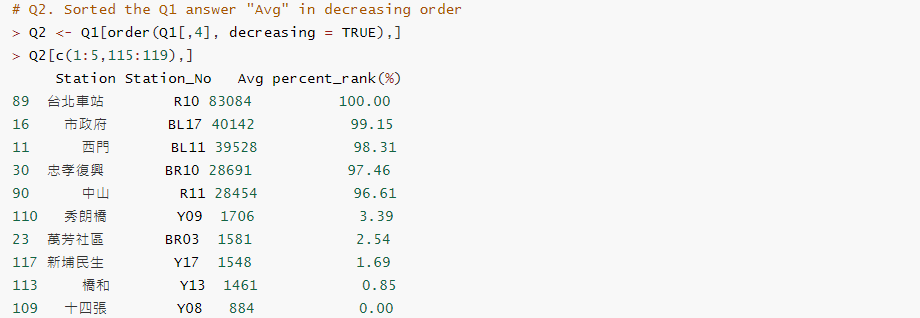 # Q2. Sorted the Q1 answer "Avg" in decreasing order
> Q2 <- Q1[order(Q1[,4], decreasing = TRUE),]
> Q2[c(1:5,115:119),]
Station Station_No Avg percent_rank(%)
89 台北車站 R10 83084 100.00
16 市政府 BL17 40142 99.15
11 西門 BL11 39528 98.31
30 忠孝復興 BR10 28691 97.46
90 中山 R11 28454 96.61
110 秀朗橋 Y09 1706 3.39
23 萬芳社區 BR03 1581 2.54
117 新埔民生 Y17 1548 1.69
113 橋和 Y13 1461 0.85
109 十四張 Y08 884 0.00